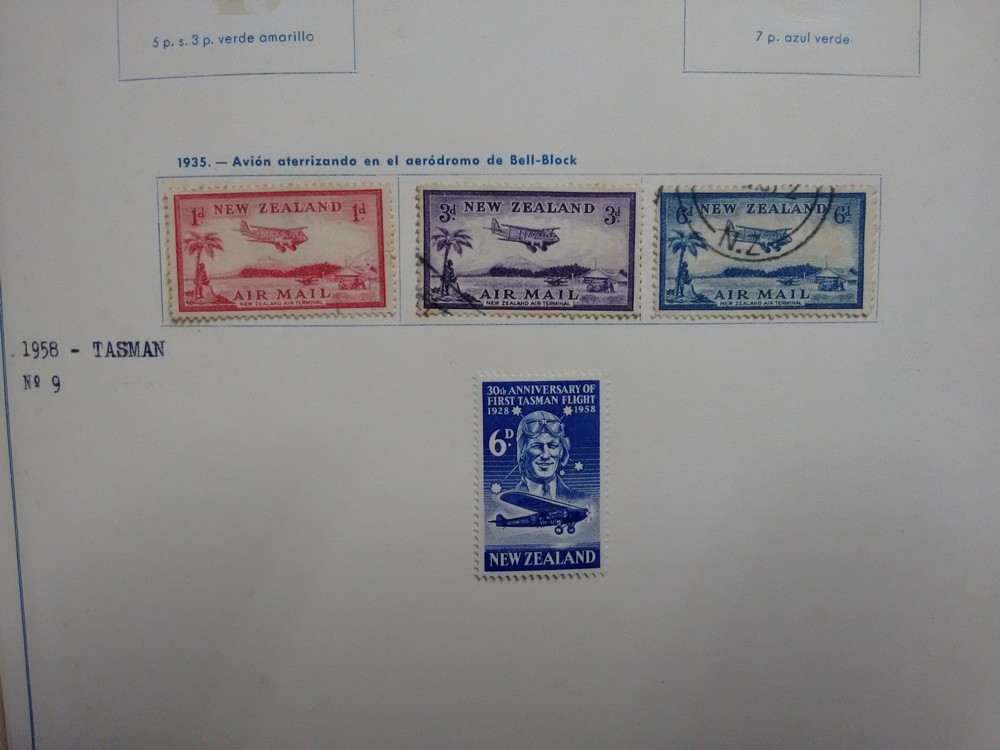 5 p. s. 3 p. verde amarillo
7 p. azul verde
1935. — Avión aterrizando en el aeródromo de Bell-Block
1d NEW ZEALAND 1d
AIR MAIL
NEW ZEALAND AIR TERMINAL
3d NEW ZEALAND 3d
AIR MAIL
NEW ZEALAND AIR TERMINAL
6d NEW ZEALAND 6d
N.Z.
AIR MAIL
NEW ZEALAND AIR TERMINAL
1958 - TASMAN
Nº 9
30th ANNIVERSARY OF
FIRST TASMAN FLIGHT
1928 1958
6D.
NEW ZEALAND